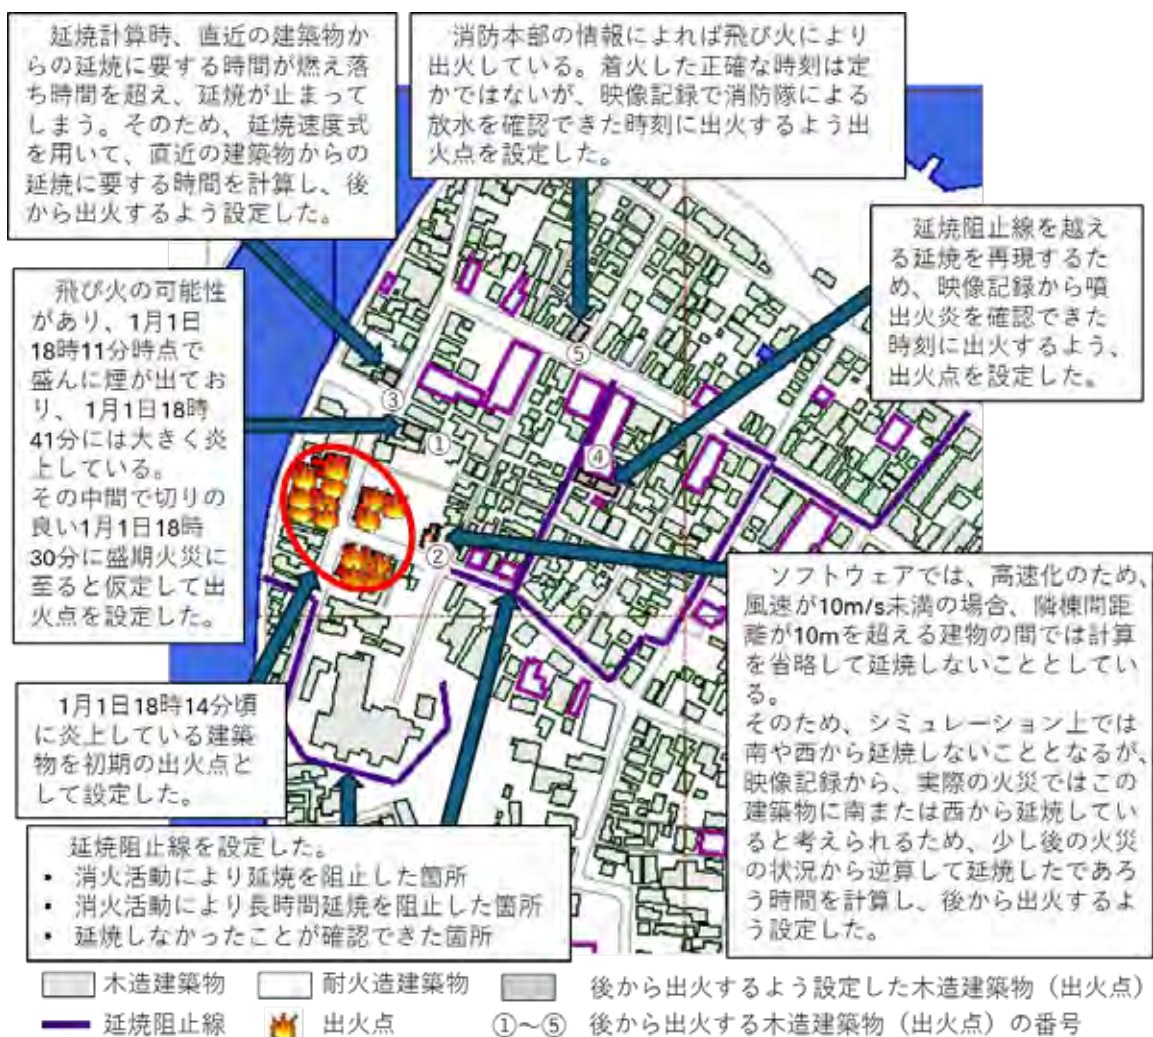 延焼計算時、直近の建築物か
らの延焼に要する時間が燃え落
ち時間を超え、延焼が止まって
しまう。そのため、延焼速度式
を用いて、直近の建築物からの
延焼に要する時間を計算し、後
から出火するよう設定した。
消防本部の情報によれば飛び火により
出火している。着火した正確な時刻は定
かではないが、映像記録で消防隊による
放水を確認できた時刻に出火するよう出
火点を設定した。
延焼阻止線を越え
る延焼を再現するた
め、映像記録から噴
出火炎を確認できた
時刻に出火するよう、
出火点を設定した。
飛び火の可能性
があり、1月1日
18時11分時点で
盛んに煙が出てお
り、 1月1日18時
41分には大きく炎
上している。
その中間で切りの
良い1月1日18時
30分に盛期火災に
至ると仮定して出
火点を設定した。
⑤
③
①
④
②
ソフトウェアでは、高速化のため、
風速が10m/s未満の場合、隣棟間距
離が10mを超える建物の間では計算
を省略して延焼しないこととしてい
る。
そのため、シミュレーション上では
南や西から延焼しないこととなるが、
映像記録から、実際の火災ではこの
建築物に南または西から延焼してい
ると考えられるため、少し後の火災
の状況から逆算して延焼したであろ
う時間を計算し、後から出火するよ
う設定した。
1月1日18時14分頃
に炎上している建築
物を初期の出火点と
して設定した。
延焼阻止線を設定した。
• 消火活動により延焼を阻止した箇所
• 消火活動により長時間延焼を阻止した箇所
• 延焼しなかったことが確認できた箇所
木造建築物 耐火造建築物 後から出火するよう設定した木造建築物（出火点）
延焼阻止線 出火点 ①～⑤ 後から出火する木造建築物（出火点）の番号